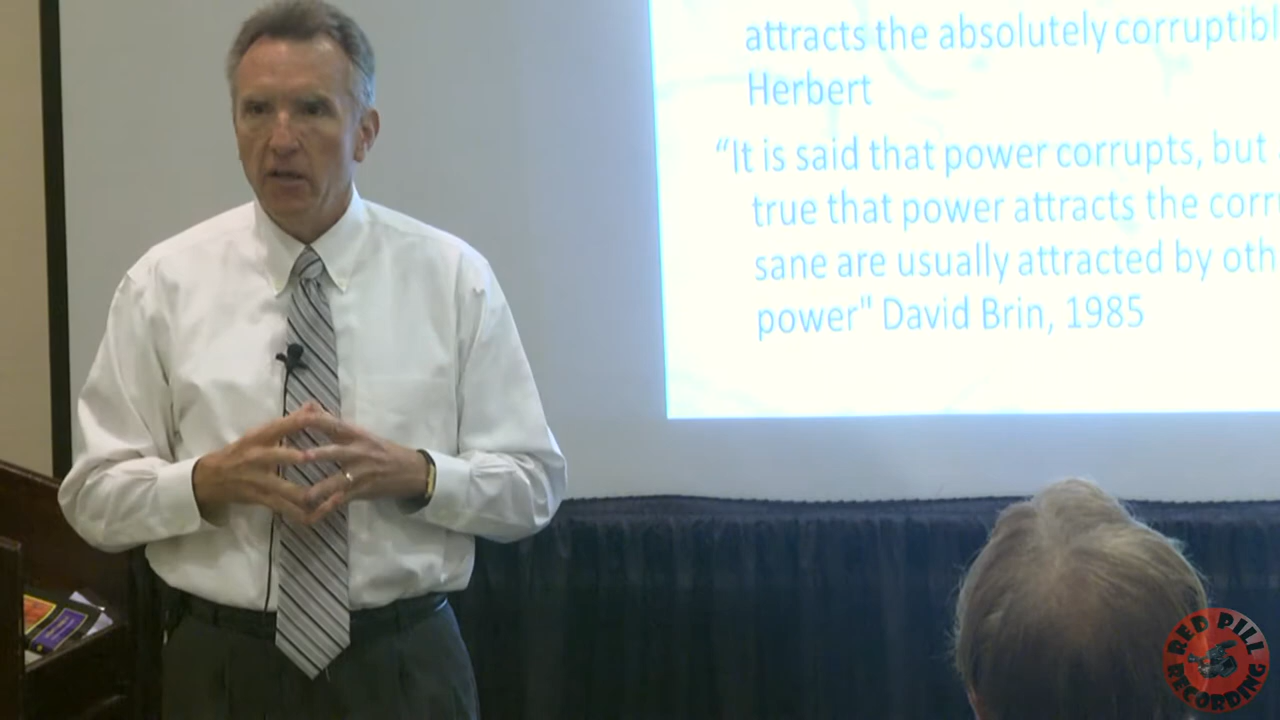 attracts the absolutely corruptibl
Herbert
“It is said that power corrupts, but
true that power attracts the corr
sane are usually attracted by oth
power" David Brin, 1985
RED PILL
RECORDING